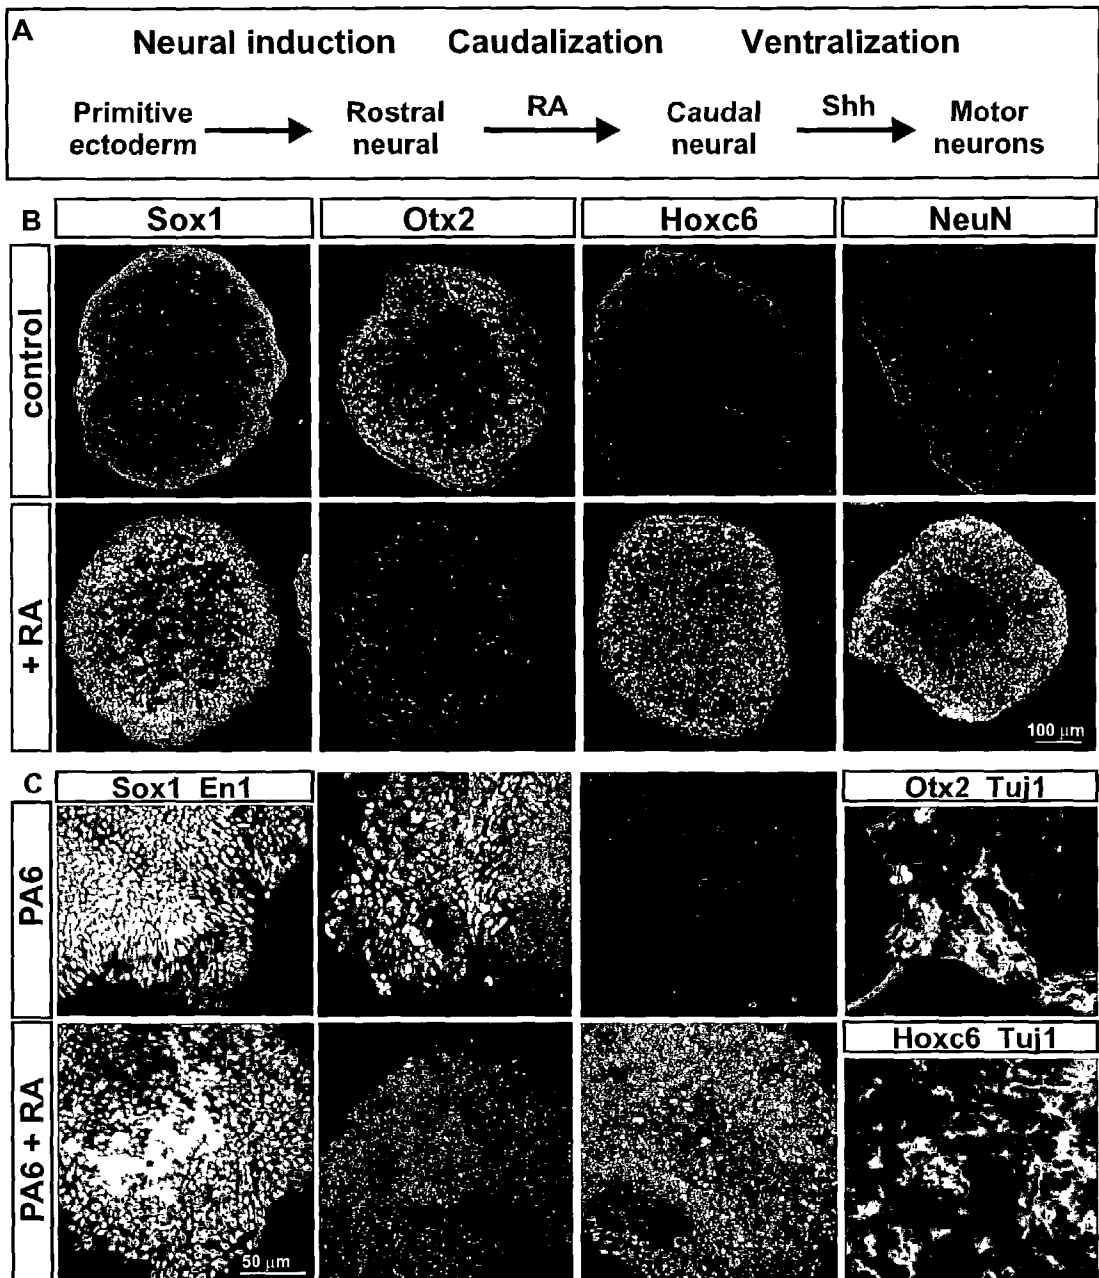 A
Neural induction Caudalization Ventralization
Primitive ectoderm
Rostral neural
RA
Caudal neural
Shh
Motor neurons
B
Sox1
Otx2
Hoxc6
NeuN
control
+ RA
100 µm
C
Sox1 En1
Otx2 Tuj1
PA6
Hoxc6 Tuj1
PA6 + RA
50 µm